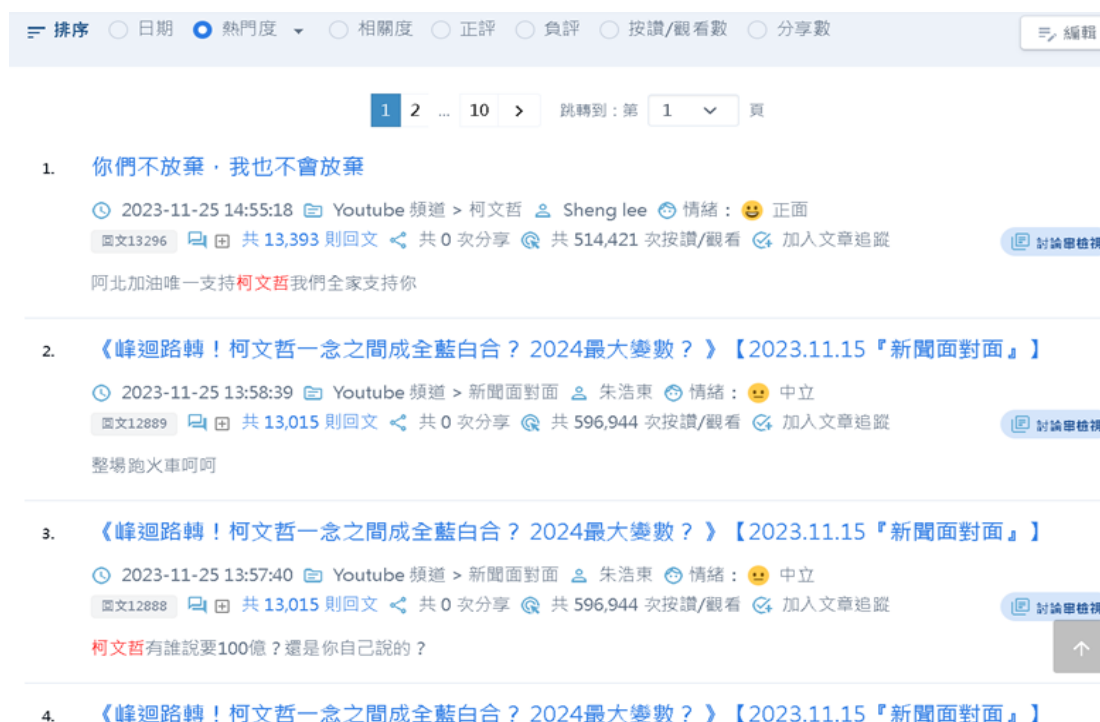 排序 日期 熱門度 相關度 正評 負評 按讚/觀看數 分享數 編輯
1 2 ... 10 > 跳轉到：第 1 頁
1. 你們不放棄，我也不會放棄
2023-11-25 14:55:18 Youtube 頻道 > 柯文哲 Sheng lee 情緒： 正面
回文13296 共 13,393 則回文 共 0 次分享 共 514,421 次按讚/觀看 加入文章追蹤 討論串檢視
阿北加油唯一支持柯文哲我們全家支持你
2. 《峰迴路轉！柯文哲一念之間成全藍白合？ 2024最大變數？ 》【2023.11.15『新聞面對面』】
2023-11-25 13:58:39 Youtube 頻道 > 新聞面對面 朱浩東 情緒： 中立
回文12889 共 13,015 則回文 共 0 次分享 共 596,944 次按讚/觀看 加入文章追蹤 討論串檢視
整場跑火車呵呵
3. 《峰迴路轉！柯文哲一念之間成全藍白合？ 2024最大變數？ 》【2023.11.15『新聞面對面』】
2023-11-25 13:57:40 Youtube 頻道 > 新聞面對面 朱浩東 情緒： 中立
回文12888 共 13,015 則回文 共 0 次分享 共 596,944 次按讚/觀看 加入文章追蹤 討論串檢視
柯文哲有誰說要100億？還是你自己說的？
4. 《峰迴路轉！柯文哲一念之間成全藍白合？ 2024最大變數？ 》【2023.11.15『新聞面對面』】